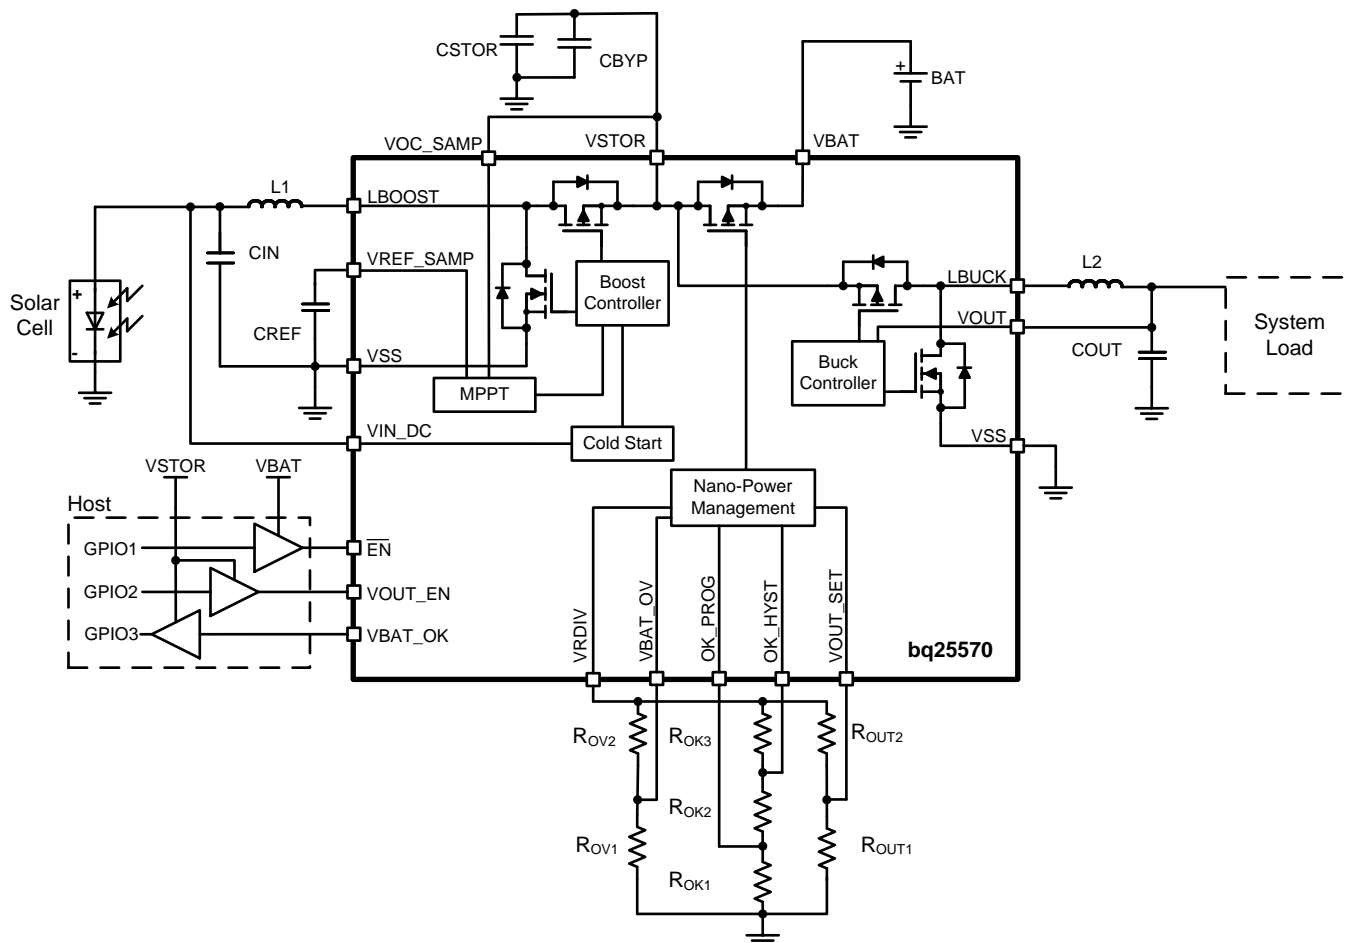 CSTOR
CBYP
+
BAT
VOC_SAMP
VSTOR
VBAT
L1
LBOOST
CIN
VREF_SAMP
Boost
Controller
LBUCK
L2
Solar
Cell
+
-
CREF
VOUT
System
Load
VSS
Buck
Controller
COUT
MPPT
VIN_DC
Cold Start
VSS
VSTOR
VBAT
Nano-Power
Management
Host
GPIO1
EN
GPIO2
VOUT_EN
GPIO3
VBAT_OK
VRDIV
VBAT_OV
OK_PROG
OK_HYST
VOUT_SET
bq25570
ROV2
ROK3
ROUT2
ROK2
ROV1
ROUT1
ROK1